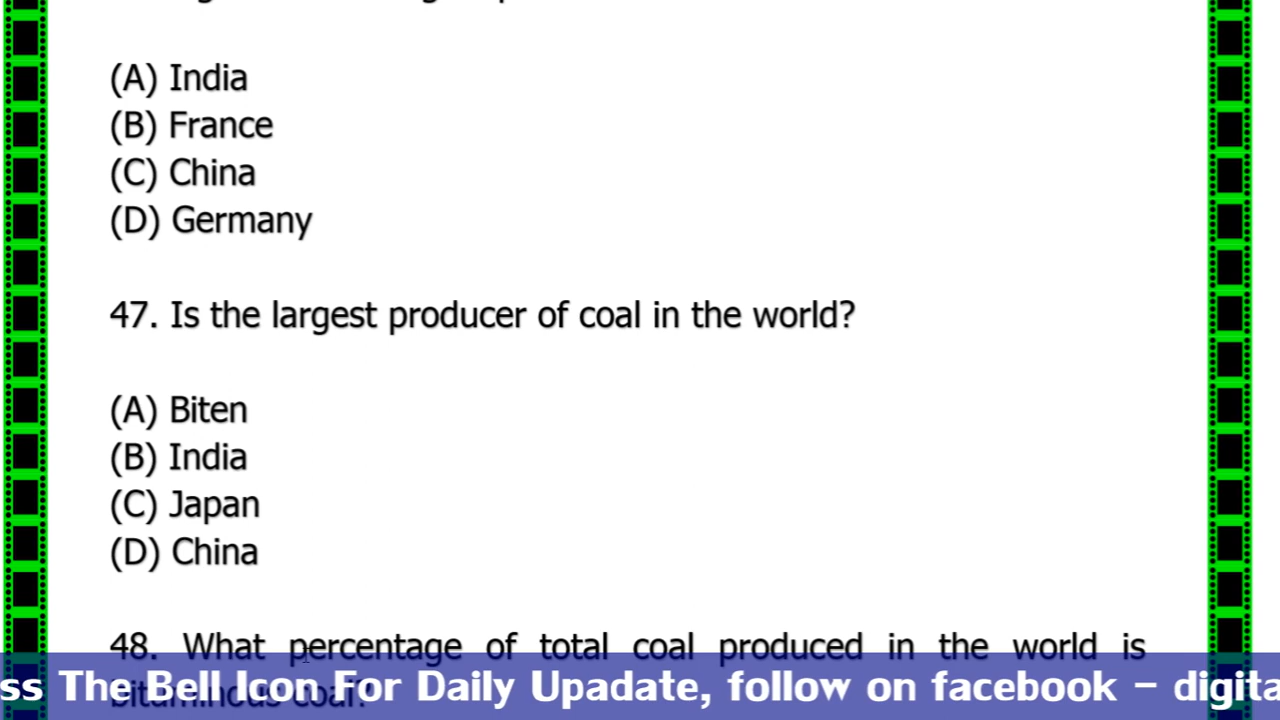 (A) India
(B) France
(C) China
(D) Germany
47. Is the largest producer of coal in the world?
(A) Biten
(B) India
(C) Japan
(D) China
48. What percentage of total coal produced in the world is
bituminous coal?
ss The Bell Icon For Daily Upadate, follow on facebook – digita